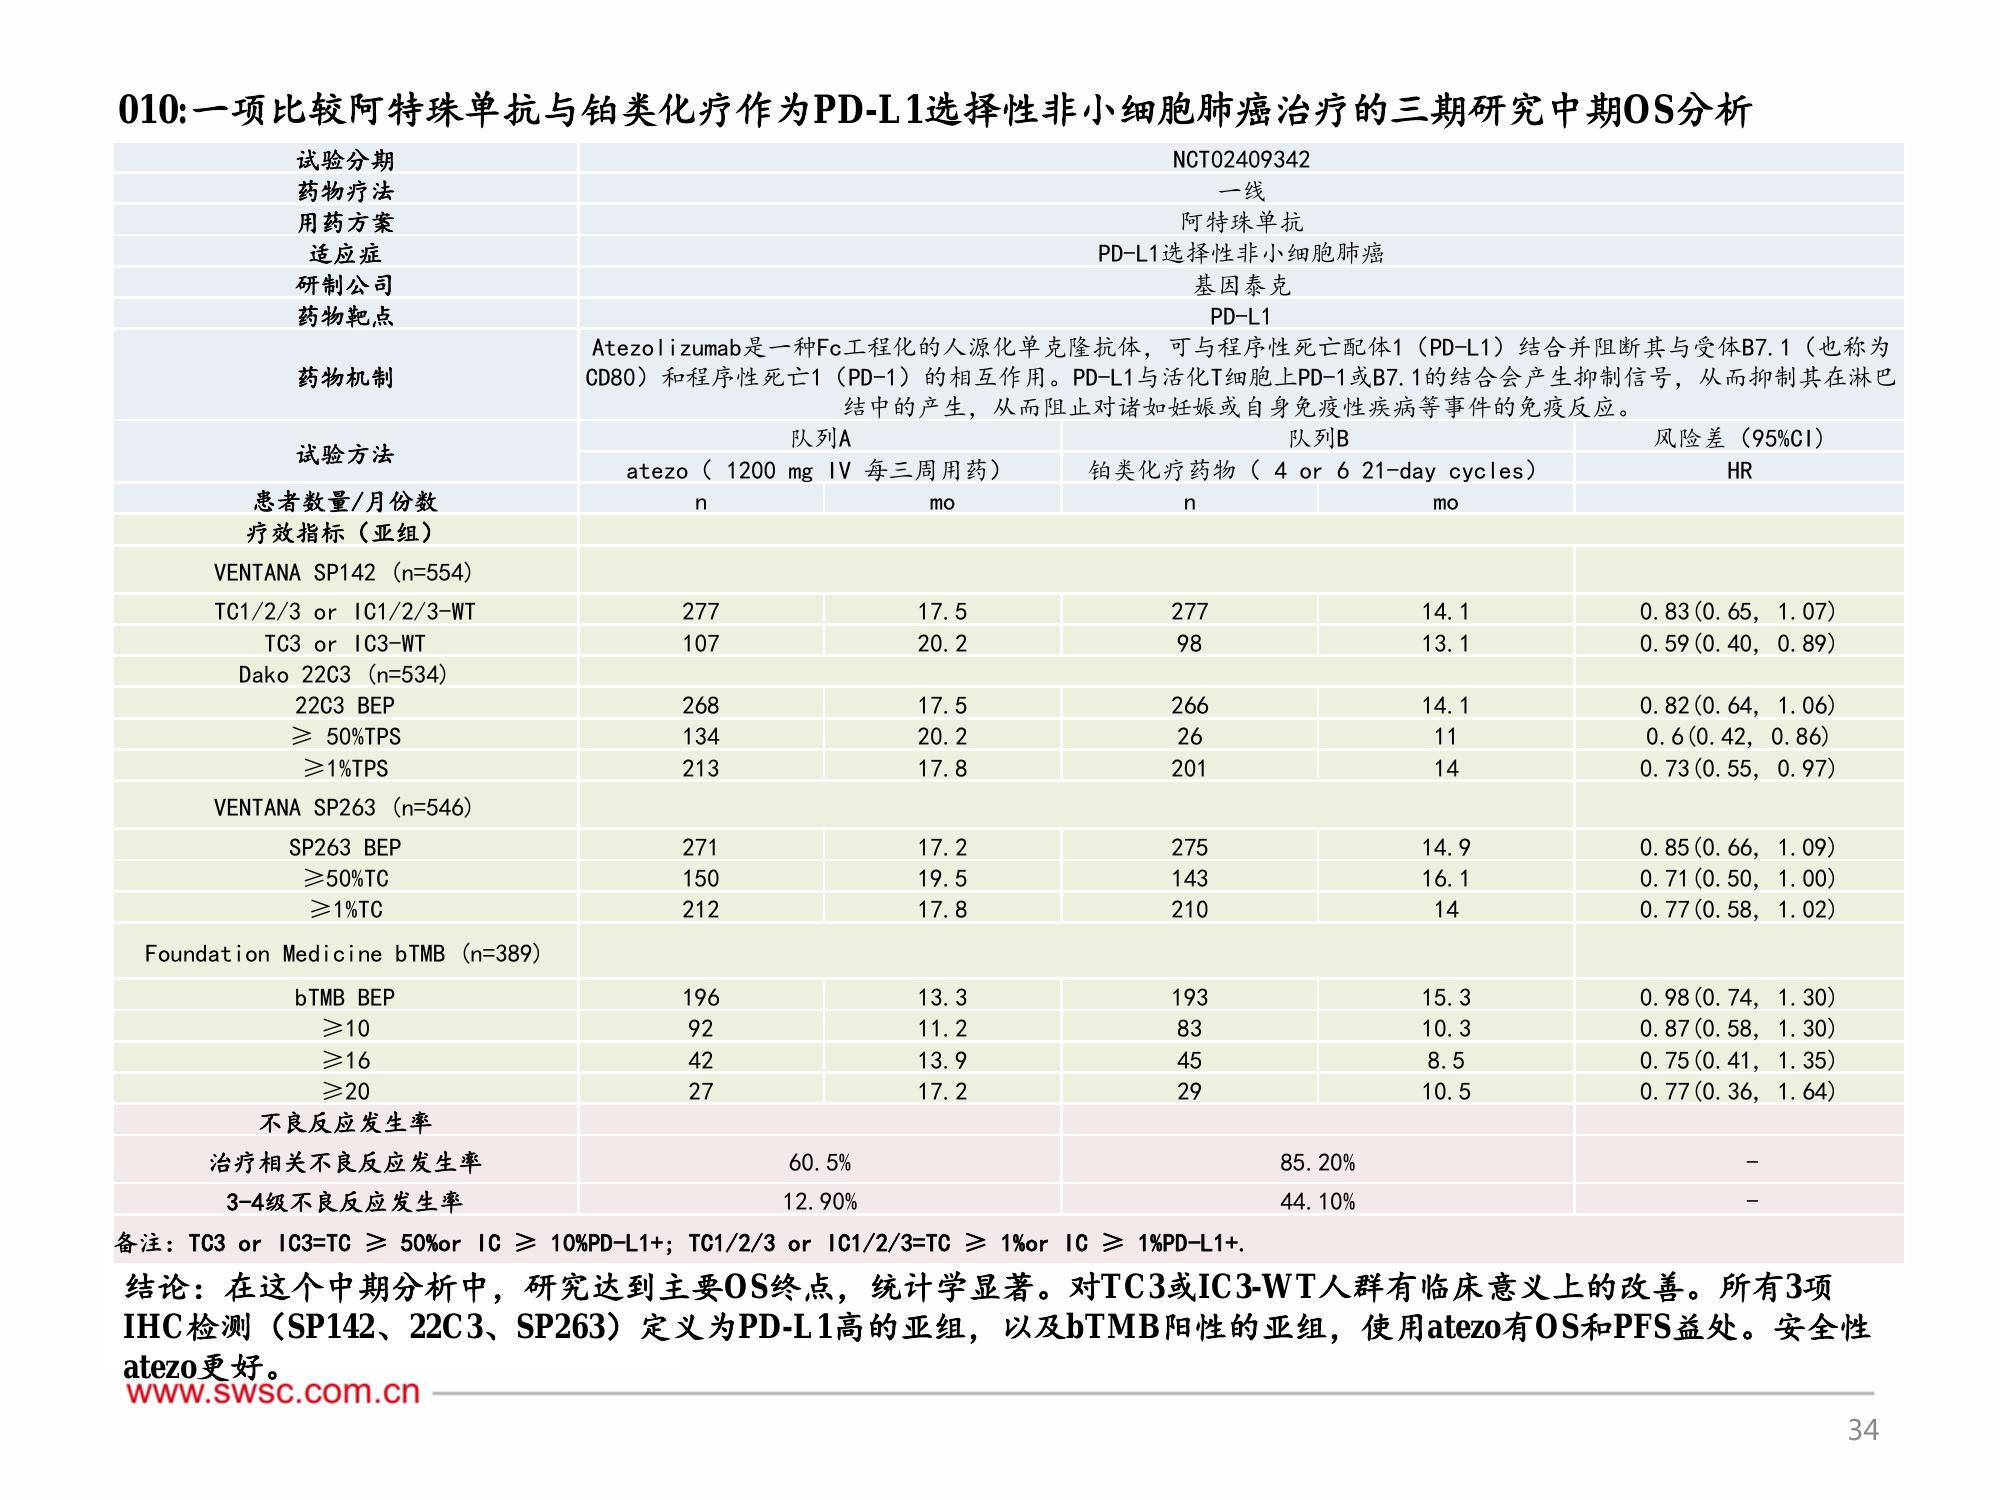 010:一项比较阿特珠单抗与铂类化疗作为PD-L1选择性非小细胞肺癌治疗的三期研究中期OS分析
试验分期 NCT02409342
药物疗法 一线
用药方案 阿特珠单抗
适应症 PD-L1选择性非小细胞肺癌
研制公司 基因泰克
药物靶点 PD-L1
Atezolizumab是一种Fc工程化的人源化单克隆抗体，可与程序性死亡配体1（PD-L1）结合并阻断其与受体B7.1（也称为
药物机制 CD80）和程序性死亡1（PD-1）的相互作用。PD-L1与活化T细胞上PD-1或B7.1的结合会产生抑制信号，从而抑制其在淋巴
结中的产生，从而阻止对诸如妊娠或自身免疫性疾病等事件的免疫反应。
试验方法 队列A 队列B 风险差（95%CI）
atezo（ 1200 mg IV 每三周用药） 铂类化疗药物（ 4 or 6 21-day cycles） HR
患者数量/月份数 n mo n mo
疗效指标（亚组）
VENTANA SP142 (n=554)
TC1/2/3 or IC1/2/3-WT 277 17.5 277 14.1 0.83(0.65, 1.07)
TC3 or IC3-WT 107 20.2 98 13.1 0.59(0.40, 0.89)
Dako 22C3 (n=534)
22C3 BEP 268 17.5 266 14.1 0.82(0.64, 1.06)
≥ 50%TPS 134 20.2 26 11 0.6(0.42, 0.86)
≥1%TPS 213 17.8 201 14 0.73(0.55, 0.97)
VENTANA SP263 (n=546)
SP263 BEP 271 17.2 275 14.9 0.85(0.66, 1.09)
≥50%TC 150 19.5 143 16.1 0.71(0.50, 1.00)
≥1%TC 212 17.8 210 14 0.77(0.58, 1.02)
Foundation Medicine bTMB (n=389)
bTMB BEP 196 13.3 193 15.3 0.98(0.74, 1.30)
≥10 92 11.2 83 10.3 0.87(0.58, 1.30)
≥16 42 13.9 45 8.5 0.75(0.41, 1.35)
≥20 27 17.2 29 10.5 0.77(0.36, 1.64)
不良反应发生率
治疗相关不良反应发生率 60.5% 85.20% -
3-4级不良反应发生率 12.90% 44.10% -
备注：TC3 or IC3=TC ≥ 50%or IC ≥ 10%PD-L1+; TC1/2/3 or IC1/2/3=TC ≥ 1%or IC ≥ 1%PD-L1+.
结论：在这个中期分析中，研究达到主要OS终点，统计学显著。对TC3或IC3-WT人群有临床意义上的改善。所有3项
IHC检测（SP142、22C3、SP263）定义为PD-L1高的亚组，以及bTMB阳性的亚组，使用atezo有OS和PFS益处。安全性
atezo更好。
www.swsc.com.cn
34